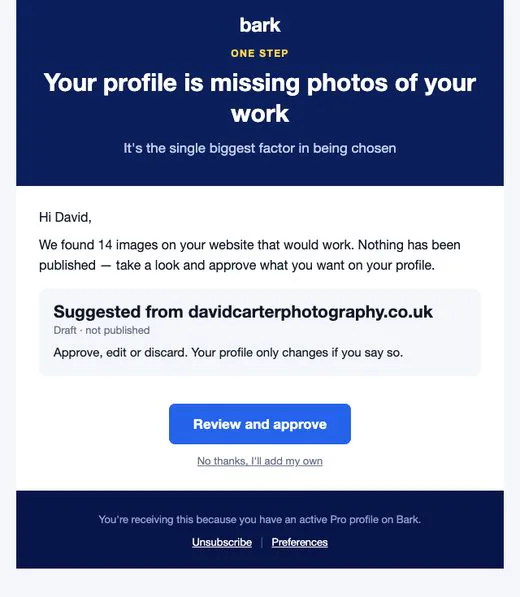 bark
ONE STEP
Your profile is missing photos of your
work
It's the single biggest factor in being chosen
Hi David,
We found 14 images on your website that would work. Nothing has been
published — take a look and approve what you want on your profile.
Suggested from davidcarterphotography.co.uk
Draft · not published
Approve, edit or discard. Your profile only changes if you say so.
Review and approve
No thanks, I'll add my own
You're receiving this because you have an active Pro profile on Bark.
Unsubscribe | Preferences